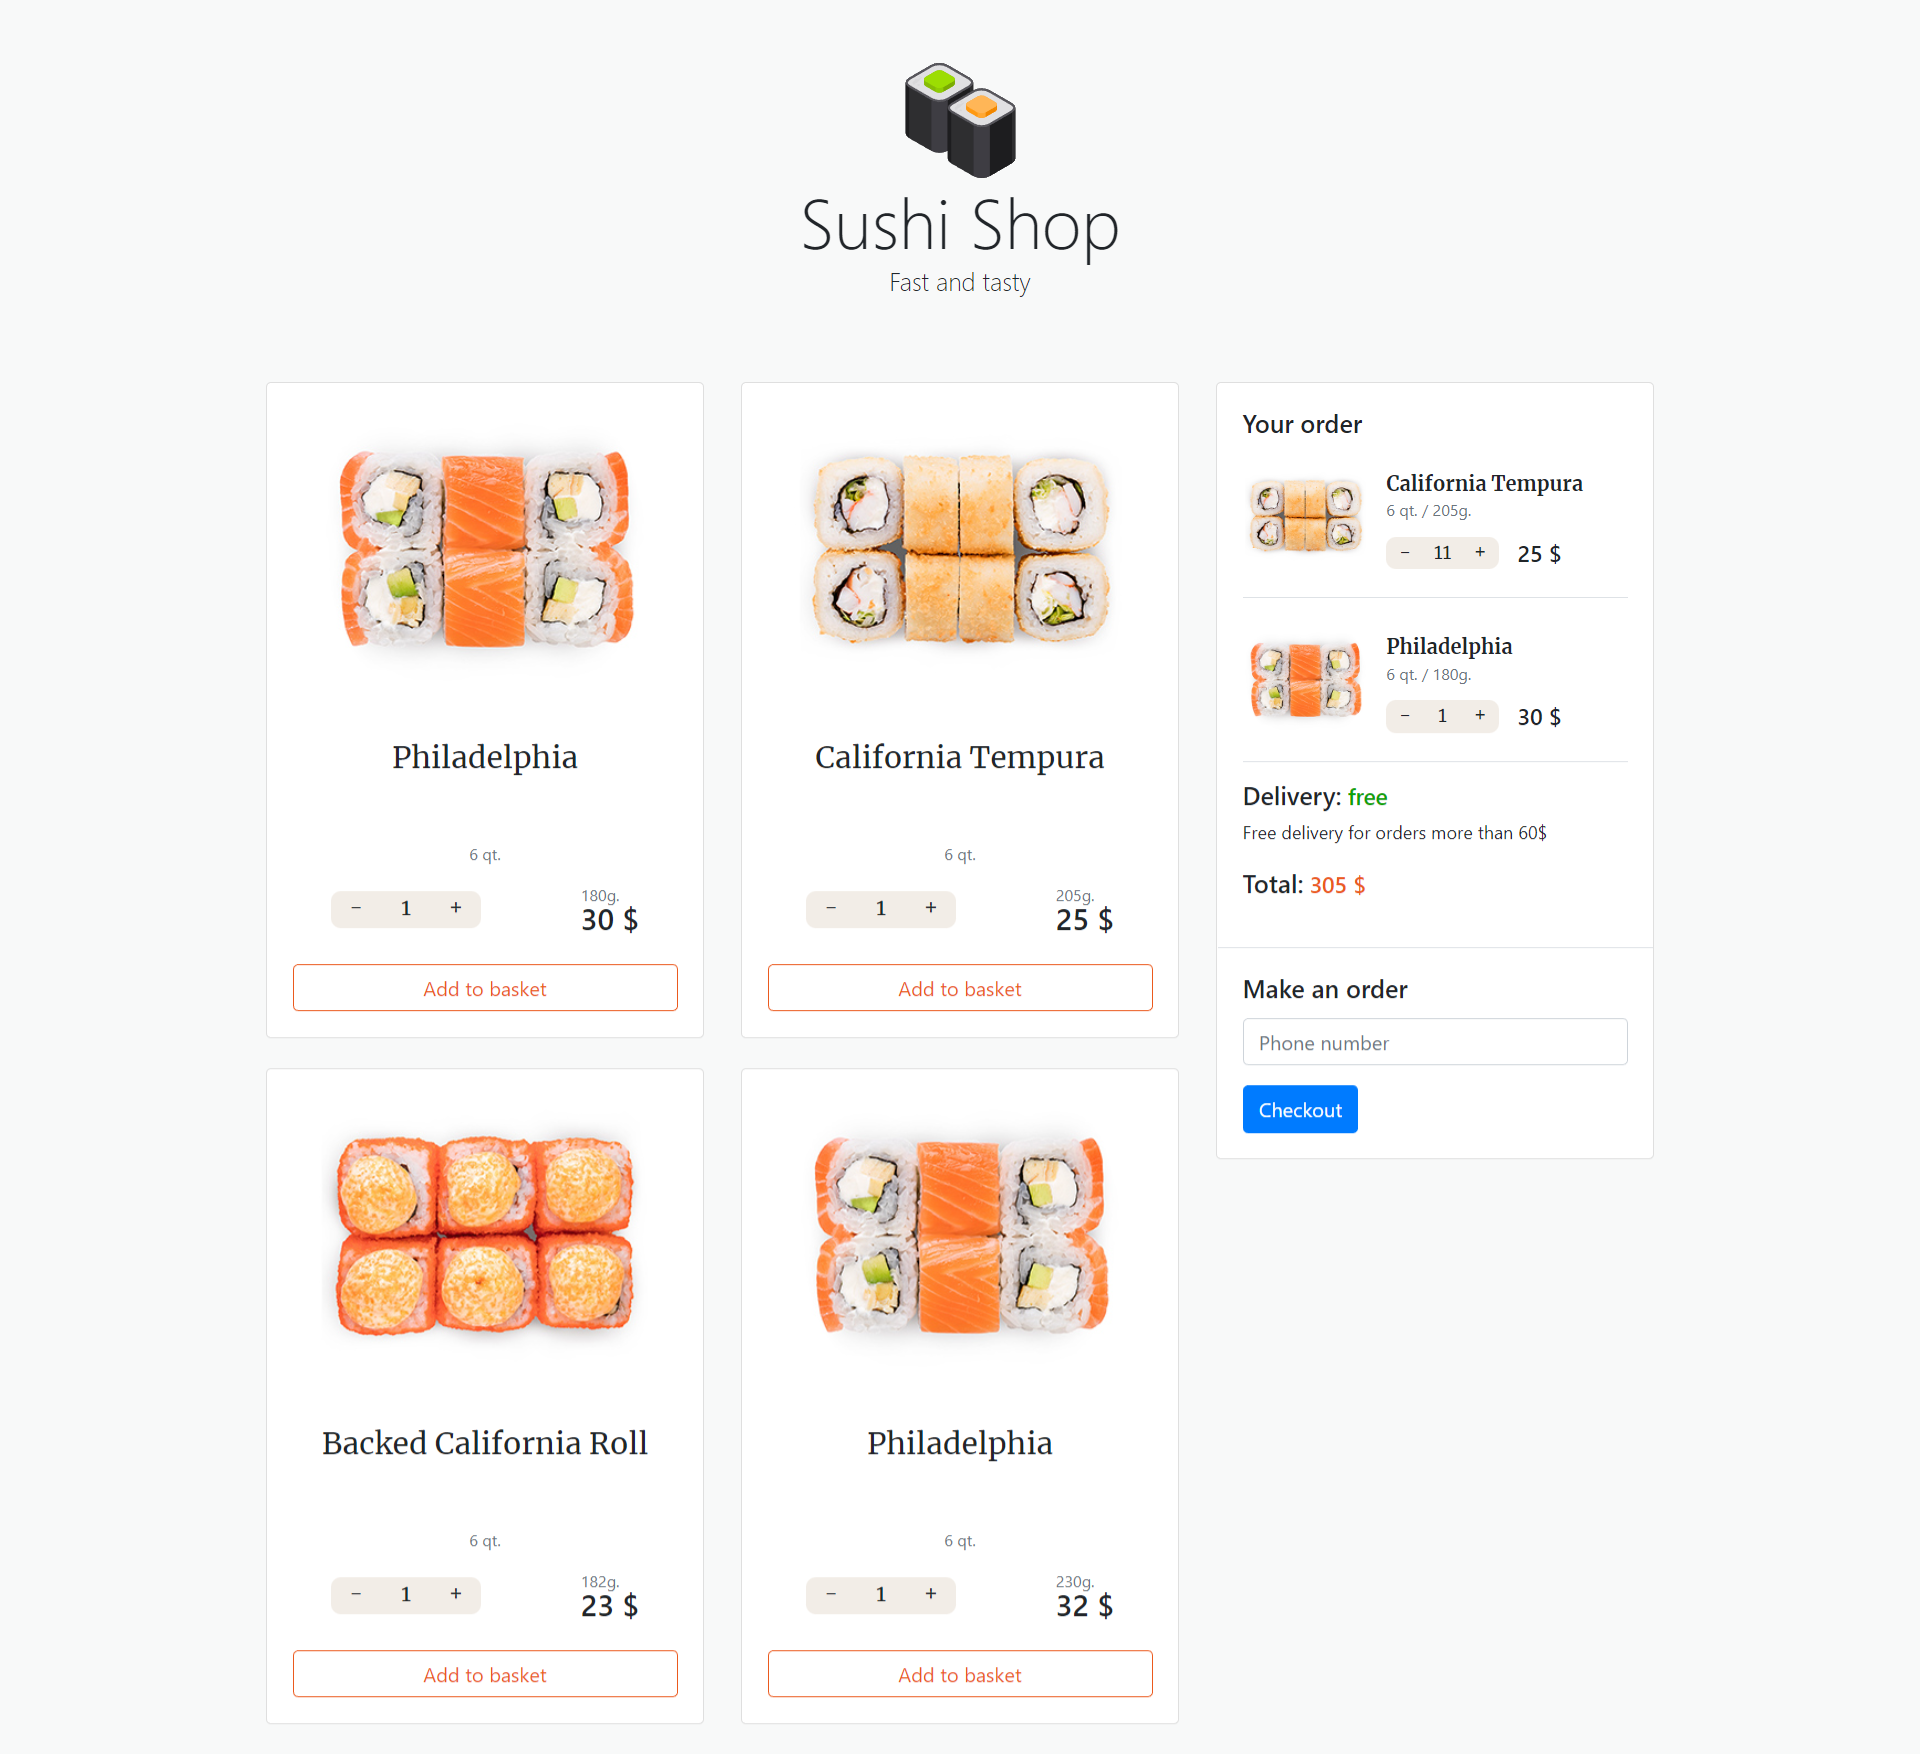 Sushi Shop
Fast and tasty
Philadelphia
6 qt.
- 1 +
180g.
30 $
Add to basket
California Tempura
6 qt.
- 1 +
205g.
25 $
Add to basket
Backed California Roll
6 qt.
- 1 +
182g.
23 $
Add to basket
Philadelphia
6 qt.
- 1 +
230g.
32 $
Add to basket
Your order
California Tempura
6 qt. / 205g.
- 11 + 25 $
Philadelphia
6 qt. / 180g.
- 1 + 30 $
Delivery: free
Free delivery for orders more than 60$
Total: 305 $
Make an order
Phone number
Checkout